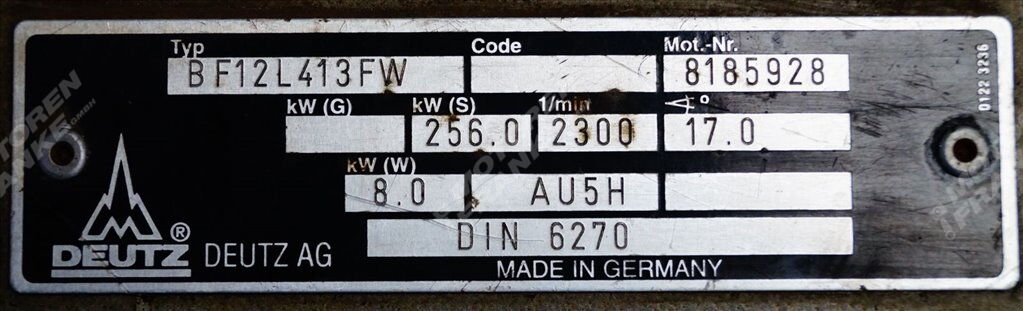 Typ Code Mot.-Nr.
BF12L413FW 8185928
kW (G) kW (S) 1/min °
256.0 2300 17.0
kW (W)
8.0 AU5H
DIN 6270
DEUTZ ® DEUTZ AG
MADE IN GERMANY
0122 3236